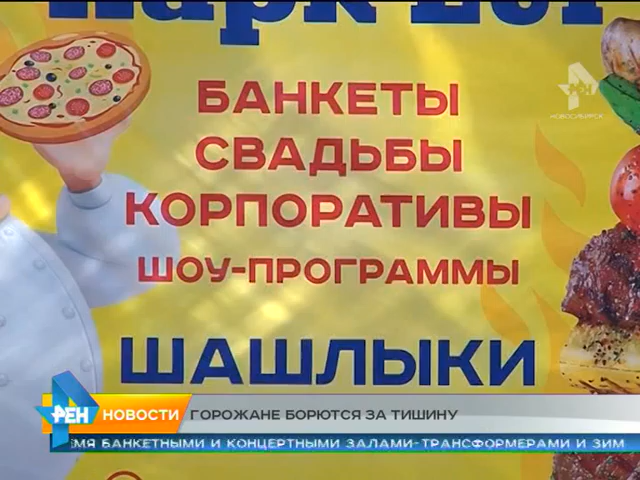 РЕН
НОВОСИБИРСК
БАНКЕТЫ
СВАДЬБЫ
КОРПОРАТИВЫ
ШОУ-ПРОГРАММЫ
ШАШЛЫКИ
РЕН НОВОСТИ ГОРОЖАНЕ БОРЮТСЯ ЗА ТИШИНУ
БАНКЕТНЫМИ И КОНЦЕРТНЫМИ ЗАЛАМИ-ТРАНСФОРМЕРАМИ И ЗИМ